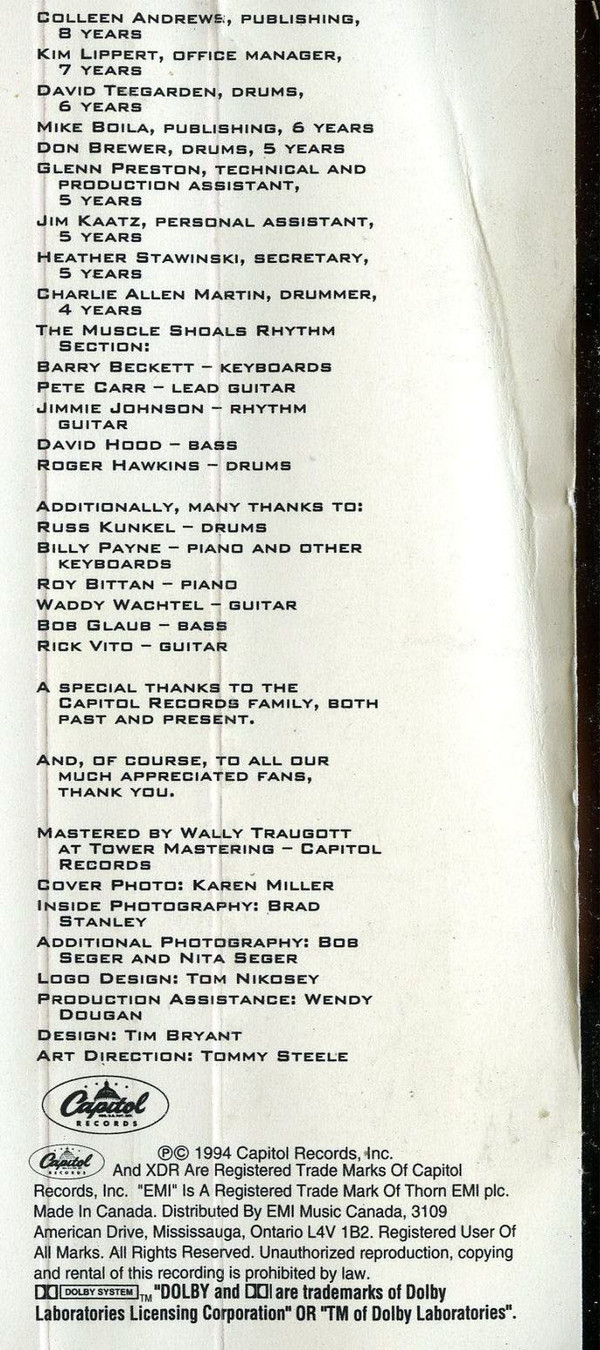 Colleen Andrews, publishing,
8 years
Kim Lippert, office manager,
7 years
David Teegarden, drums,
6 years
Mike Boila, publishing, 6 years
Don Brewer, drums, 5 years
Glenn Preston, technical and
production assistant,
5 years
Jim Kaatz, personal assistant,
5 years
Heather Stawinski, secretary,
5 years
Charlie Allen Martin, drummer,
4 years
The Muscle Shoals Rhythm
Section:
Barry Beckett – keyboards
Pete Carr – lead guitar
Jimmie Johnson – rhythm
guitar
David Hood – bass
Roger Hawkins – drums
Additionally, many thanks to:
Russ Kunkel – drums
Billy Payne – piano and other
keyboards
Roy Bittan – piano
Waddy Wachtel – guitar
Bob Glaub – bass
Rick Vito – guitar
A special thanks to the
Capitol Records family, both
past and present.
And, of course, to all our
much appreciated fans,
thank you.
Mastered by Wally Traugott
at Tower Mastering – Capitol
Records
Cover Photo: Karen Miller
Inside Photography: Brad
Stanley
Additional Photography: Bob
Seger and Nita Seger
Logo Design: Tom Nikosey
Production Assistance: Wendy
Dougan
Design: Tim Bryant
Art Direction: Tommy Steele
Capitol
RECORDS
Capitol
RECORDS
℗© 1994 Capitol Records, Inc.
And XDR Are Registered Trade Marks Of Capitol
Records, Inc. "EMI" Is A Registered Trade Mark Of Thorn EMI plc.
Made In Canada. Distributed By EMI Music Canada, 3109
American Drive, Mississauga, Ontario L4V 1B2. Registered User Of
All Marks. All Rights Reserved. Unauthorized reproduction, copying
and rental of this recording is prohibited by law.
DOLBY SYSTEM TM "DOLBY and are trademarks of Dolby
Laboratories Licensing Corporation" OR "TM of Dolby Laboratories".